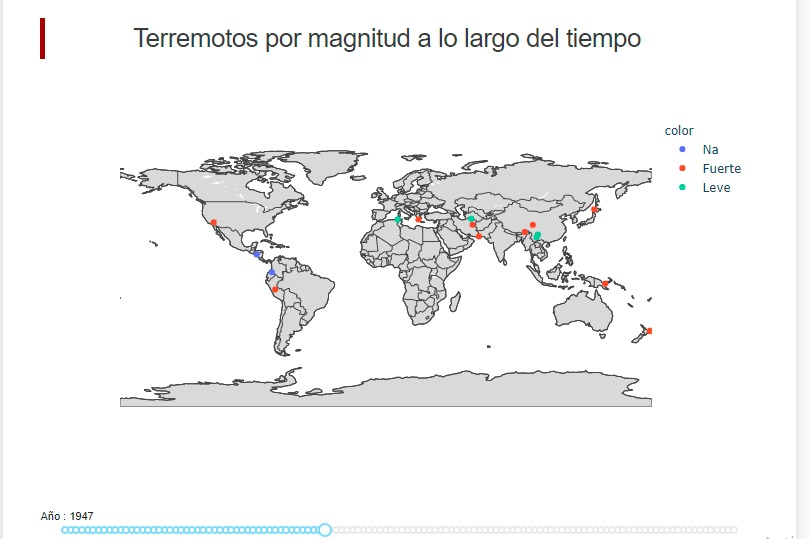 Terremotos por magnitud a lo largo del tiempo
color
Na
Fuerte
Leve
Año : 1947